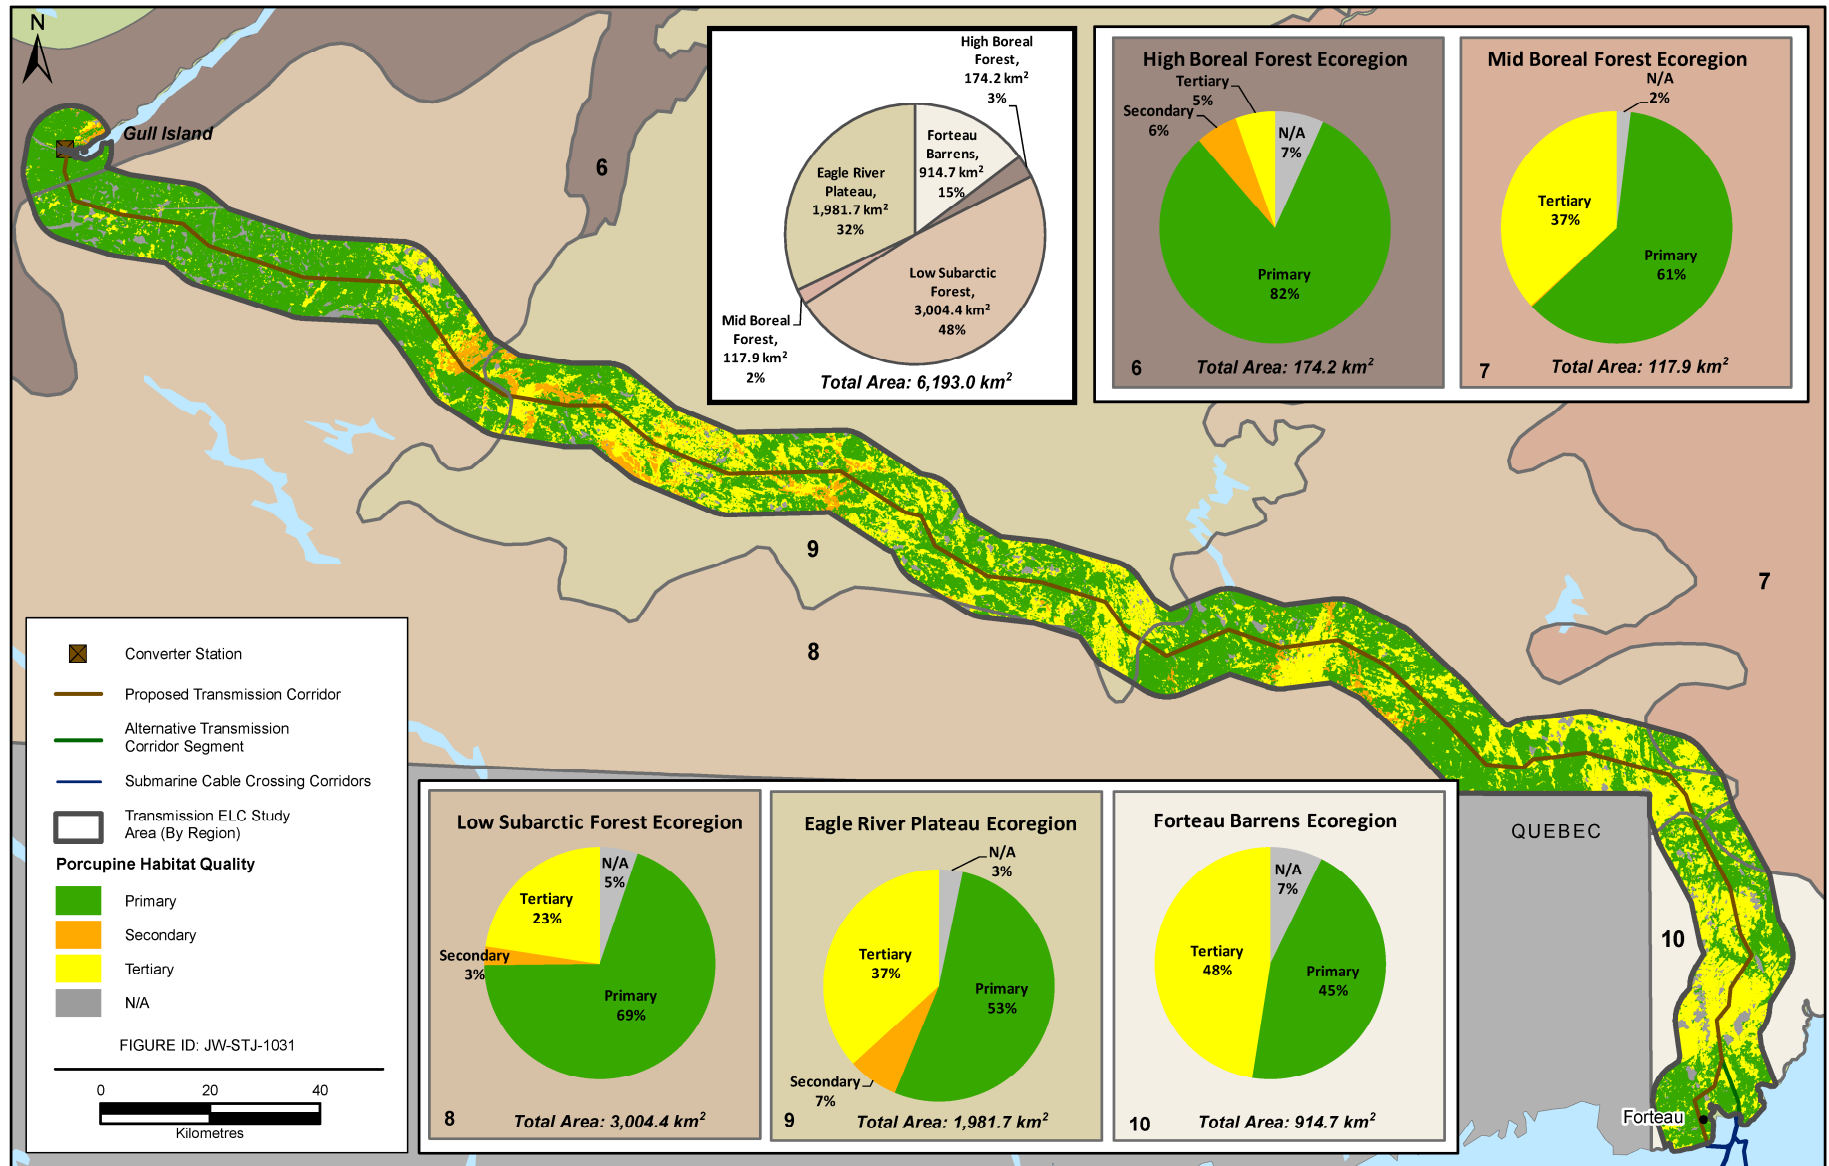 N
Gull Island
6
9
8
7
10
QUEBEC
Forteau
High Boreal
Forest,
174.2 km²
3%
Forteau
Barrens,
914.7 km²
15%
Eagle River
Plateau,
1,981.7 km²
32%
Low Subarctic
Forest,
3,004.4 km²
48%
Mid Boreal
Forest,
117.9 km²
2%
Total Area: 6,193.0 km²
High Boreal Forest Ecoregion
Tertiary
5%
Secondary
6%
N/A
7%
Primary
82%
6
Total Area: 174.2 km²
Mid Boreal Forest Ecoregion
N/A
2%
Tertiary
37%
Primary
61%
7
Total Area: 117.9 km²
Converter Station
Proposed Transmission Corridor
Alternative Transmission
Corridor Segment
Submarine Cable Crossing Corridors
Transmission ELC Study
Area (By Region)
Porcupine Habitat Quality
Primary
Secondary
Tertiary
N/A
FIGURE ID: JW-STJ-1031
0 20 40
Kilometres
Low Subarctic Forest Ecoregion
N/A
5%
Tertiary
23%
Secondary
3%
Primary
69%
8
Total Area: 3,004.4 km²
Eagle River Plateau Ecoregion
N/A
3%
Tertiary
37%
Primary
53%
Secondary
7%
9
Total Area: 1,981.7 km²
Forteau Barrens Ecoregion
N/A
7%
Tertiary
48%
Primary
45%
10
Total Area: 914.7 km²